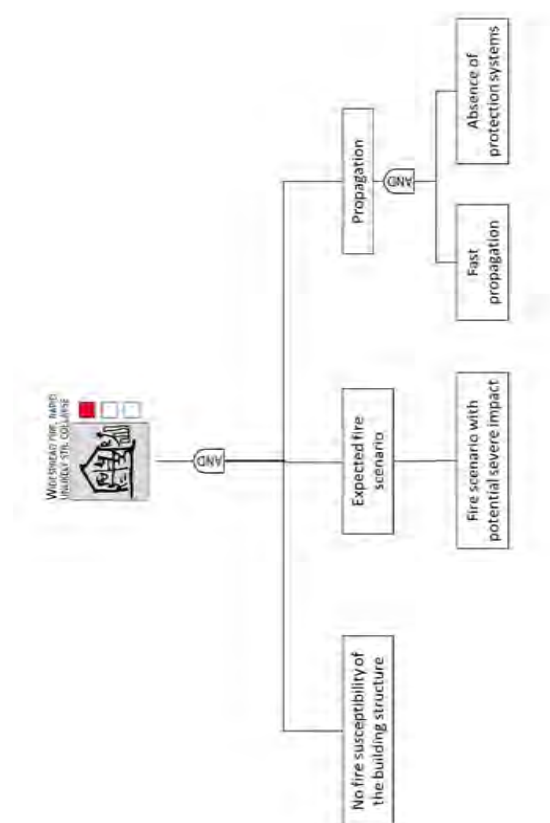 WIDESPREAD FIRE, RAPID
UNLIKELY STR. COLLAPSE
AND
No fire susceptibility of
the building structure
Expected fire
scenario
Propagation
AND
Fire scenario with
potential severe impact
Fast
propagation
Absence of
protection systems